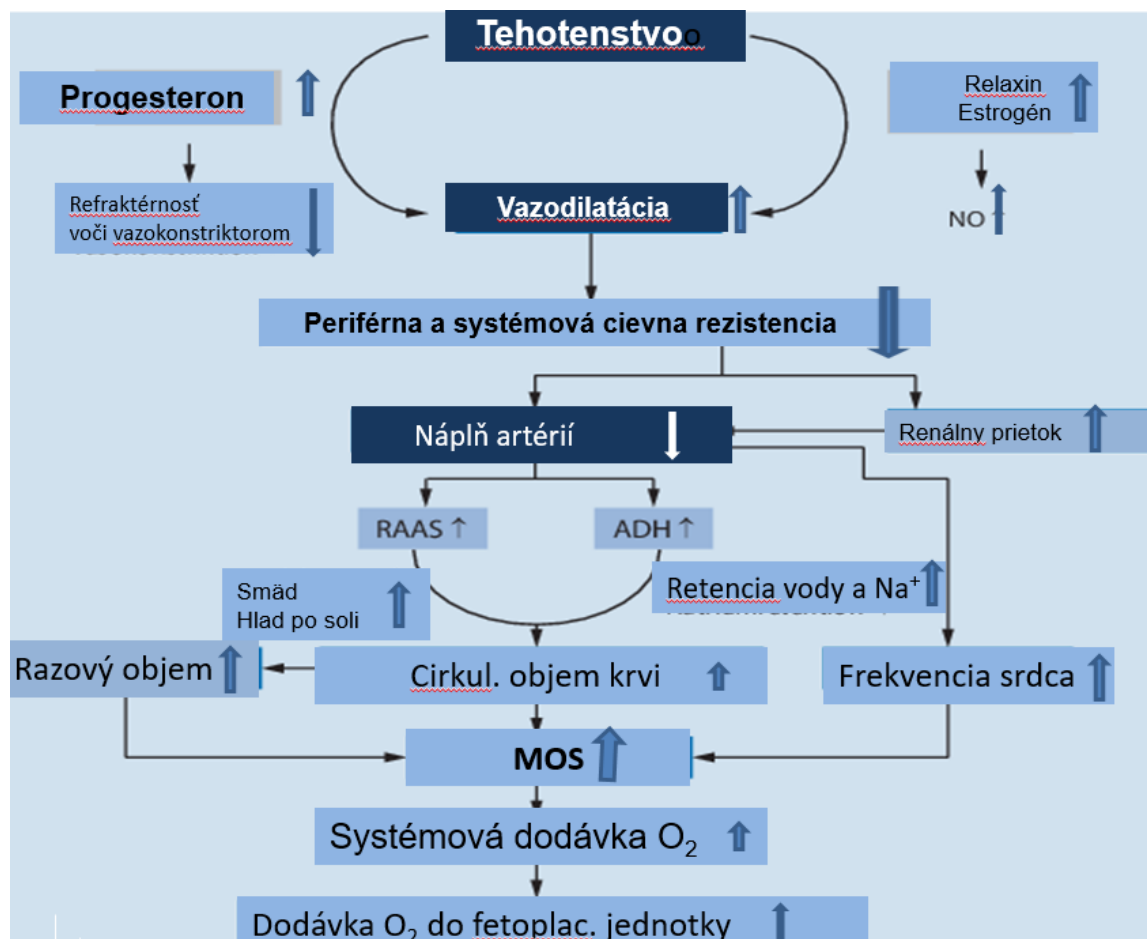 Tehotenstvoo
Progesteron ↑
Relaxin
Estrogén ↑
Refraktérnosť
voči vazokonstriktorom ↓
Vazodilatácia ↑
NO ↑
Periférna a systémová cievna rezistencia ↓
Náplň artérií ↓
Renálny prietok ↑
RAAS ↑
ADH ↑
Smäd
Hlad po soli ↑
Retencia vody a Na⁺ ↑
Razový objem ↑
Cirkul. objem krvi ↑
Frekvencia srdca ↑
MOS ↑
Systémová dodávka O₂ ↑
Dodávka O₂ do fetoplac. jednotky ↑